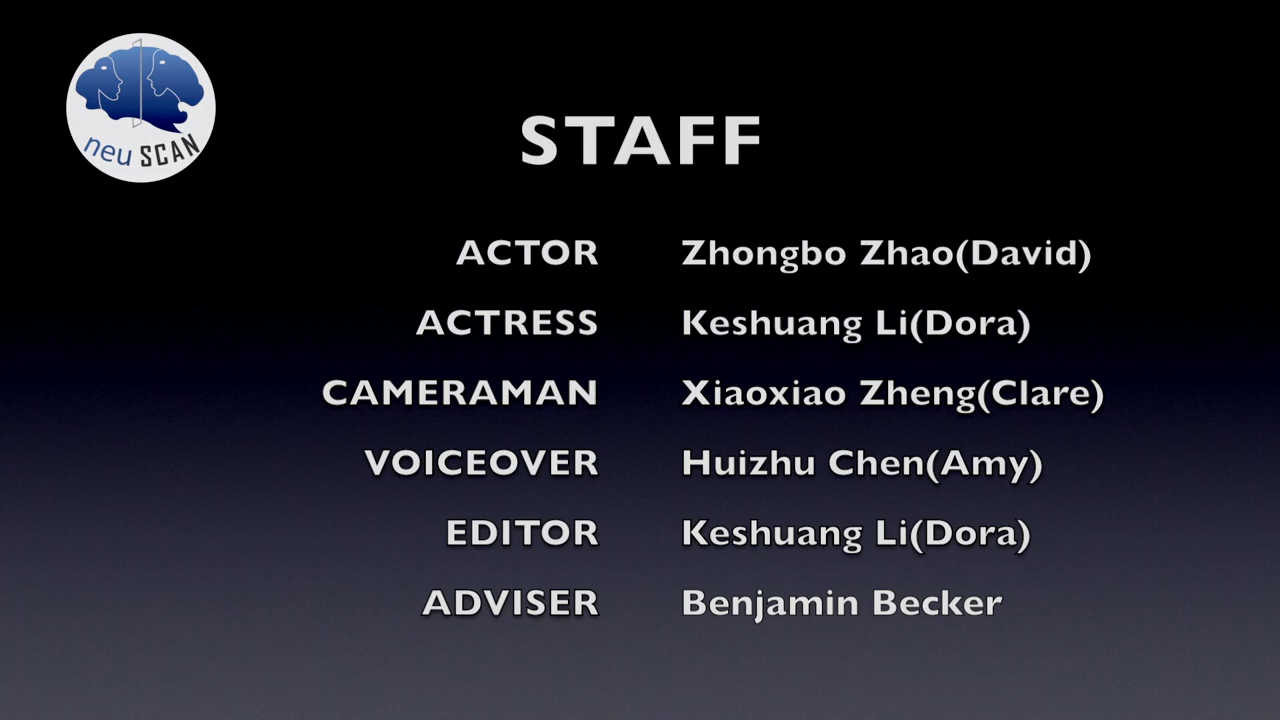 neu SCAN
STAFF
ACTOR Zhongbo Zhao(David)
ACTRESS Keshuang Li(Dora)
CAMERAMAN Xiaoxiao Zheng(Clare)
VOICEOVER Huizhu Chen(Amy)
EDITOR Keshuang Li(Dora)
ADVISER Benjamin Becker